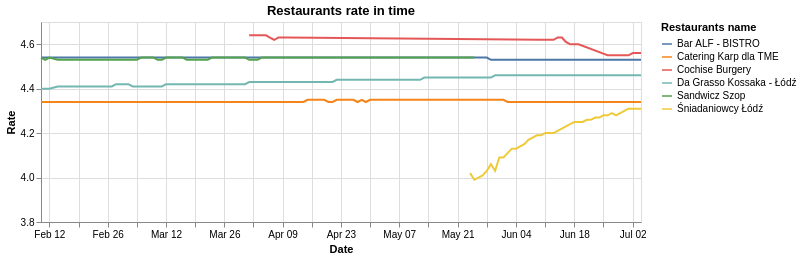 Restaurants rate in time
Rate
4.6
4.4
4.2
4.0
3.8
Feb 12 Feb 26 Mar 12 Mar 26 Apr 09 Apr 23 May 07 May 21 Jun 04 Jun 18 Jul 02
Date
Restaurants name
Bar ALF - BISTRO
Catering Karp dla TME
Cochise Burgery
Da Grasso Kossaka - Łódź
Sandwicz Szop
Śniadaniowcy Łódź